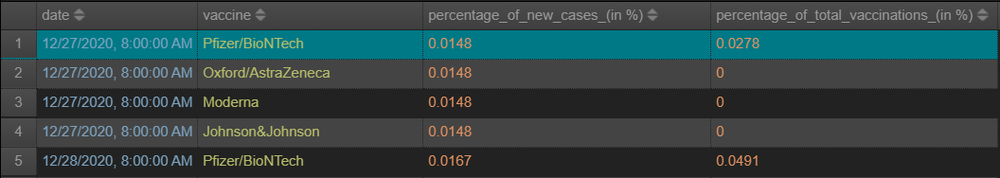 date vaccine percentage_of_new_cases_(in %) percentage_of_total_vaccinations_(in %)
1 12/27/2020, 8:00:00 AM Pfizer/BioNTech 0.0148 0.0278
2 12/27/2020, 8:00:00 AM Oxford/AstraZeneca 0.0148 0
3 12/27/2020, 8:00:00 AM Moderna 0.0148 0
4 12/27/2020, 8:00:00 AM Johnson&Johnson 0.0148 0
5 12/28/2020, 8:00:00 AM Pfizer/BioNTech 0.0167 0.0491